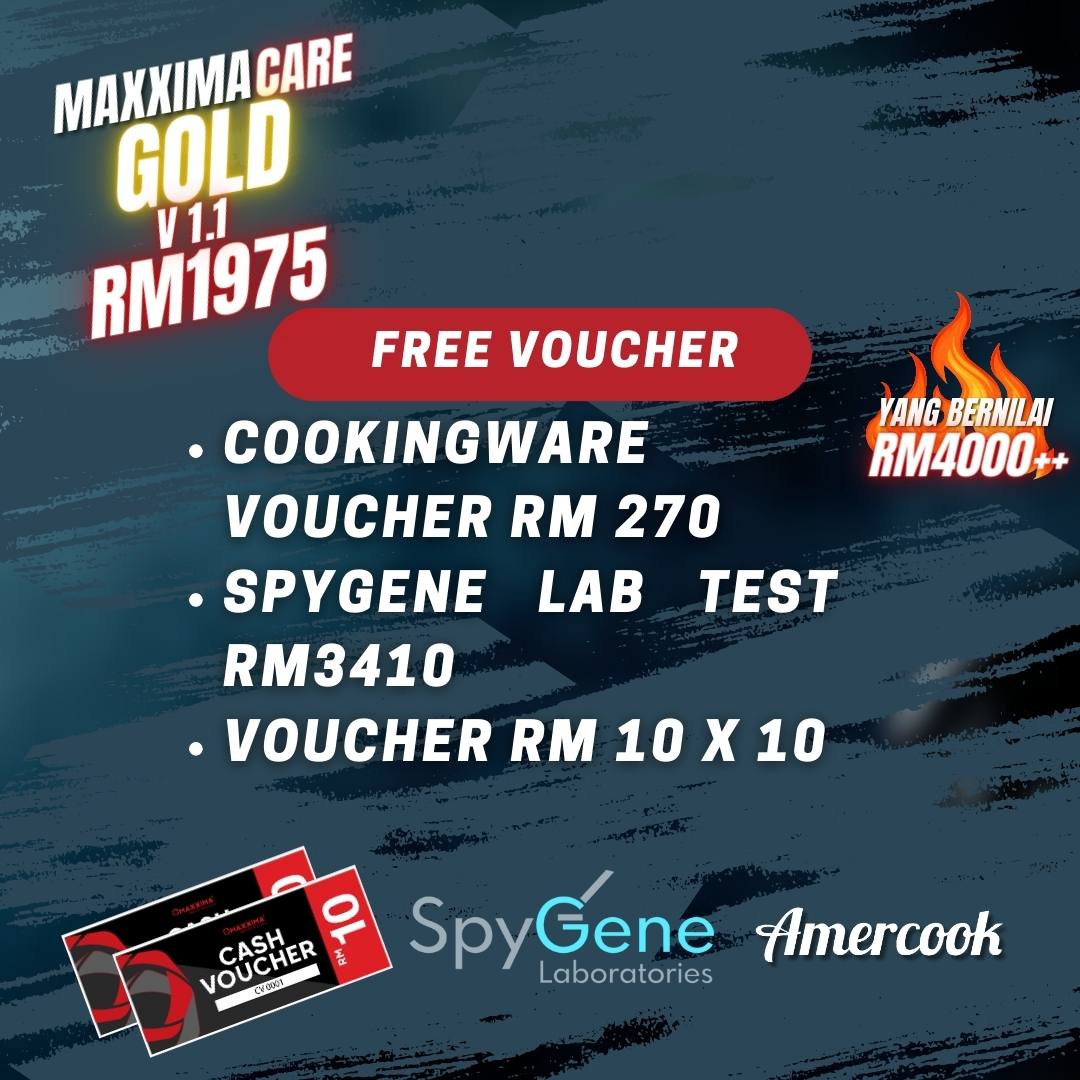 MAXXIMACARE
GOLD
V 1.1
RM1975
FREE VOUCHER
YANG BERNILAI
RM4000++
• COOKINGWARE
VOUCHER RM 270
• SPYGENE LAB TEST
RM3410
• VOUCHER RM 10 X 10
MAXXIMA
MAXXIMA
CASH
VOUCHER
CV 0001
RM 10
SpyGene
Laboratories
Amercook